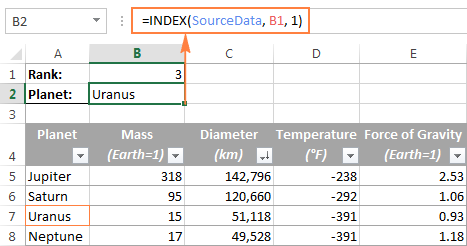 B2 =INDEX(SourceData, B1, 1)
A B C D E
1 Rank: 3
2 Planet: Uranus
3
Planet Mass Diameter Temperature Force of Gravity
4 (Earth=1) (km) (°F) (Earth=1)
5 Jupiter 318 142,796 -238 2.53
6 Saturn 95 120,660 -292 1.06
7 Uranus 15 51,118 -391 0.93
8 Neptune 17 49,528 -391 1.18